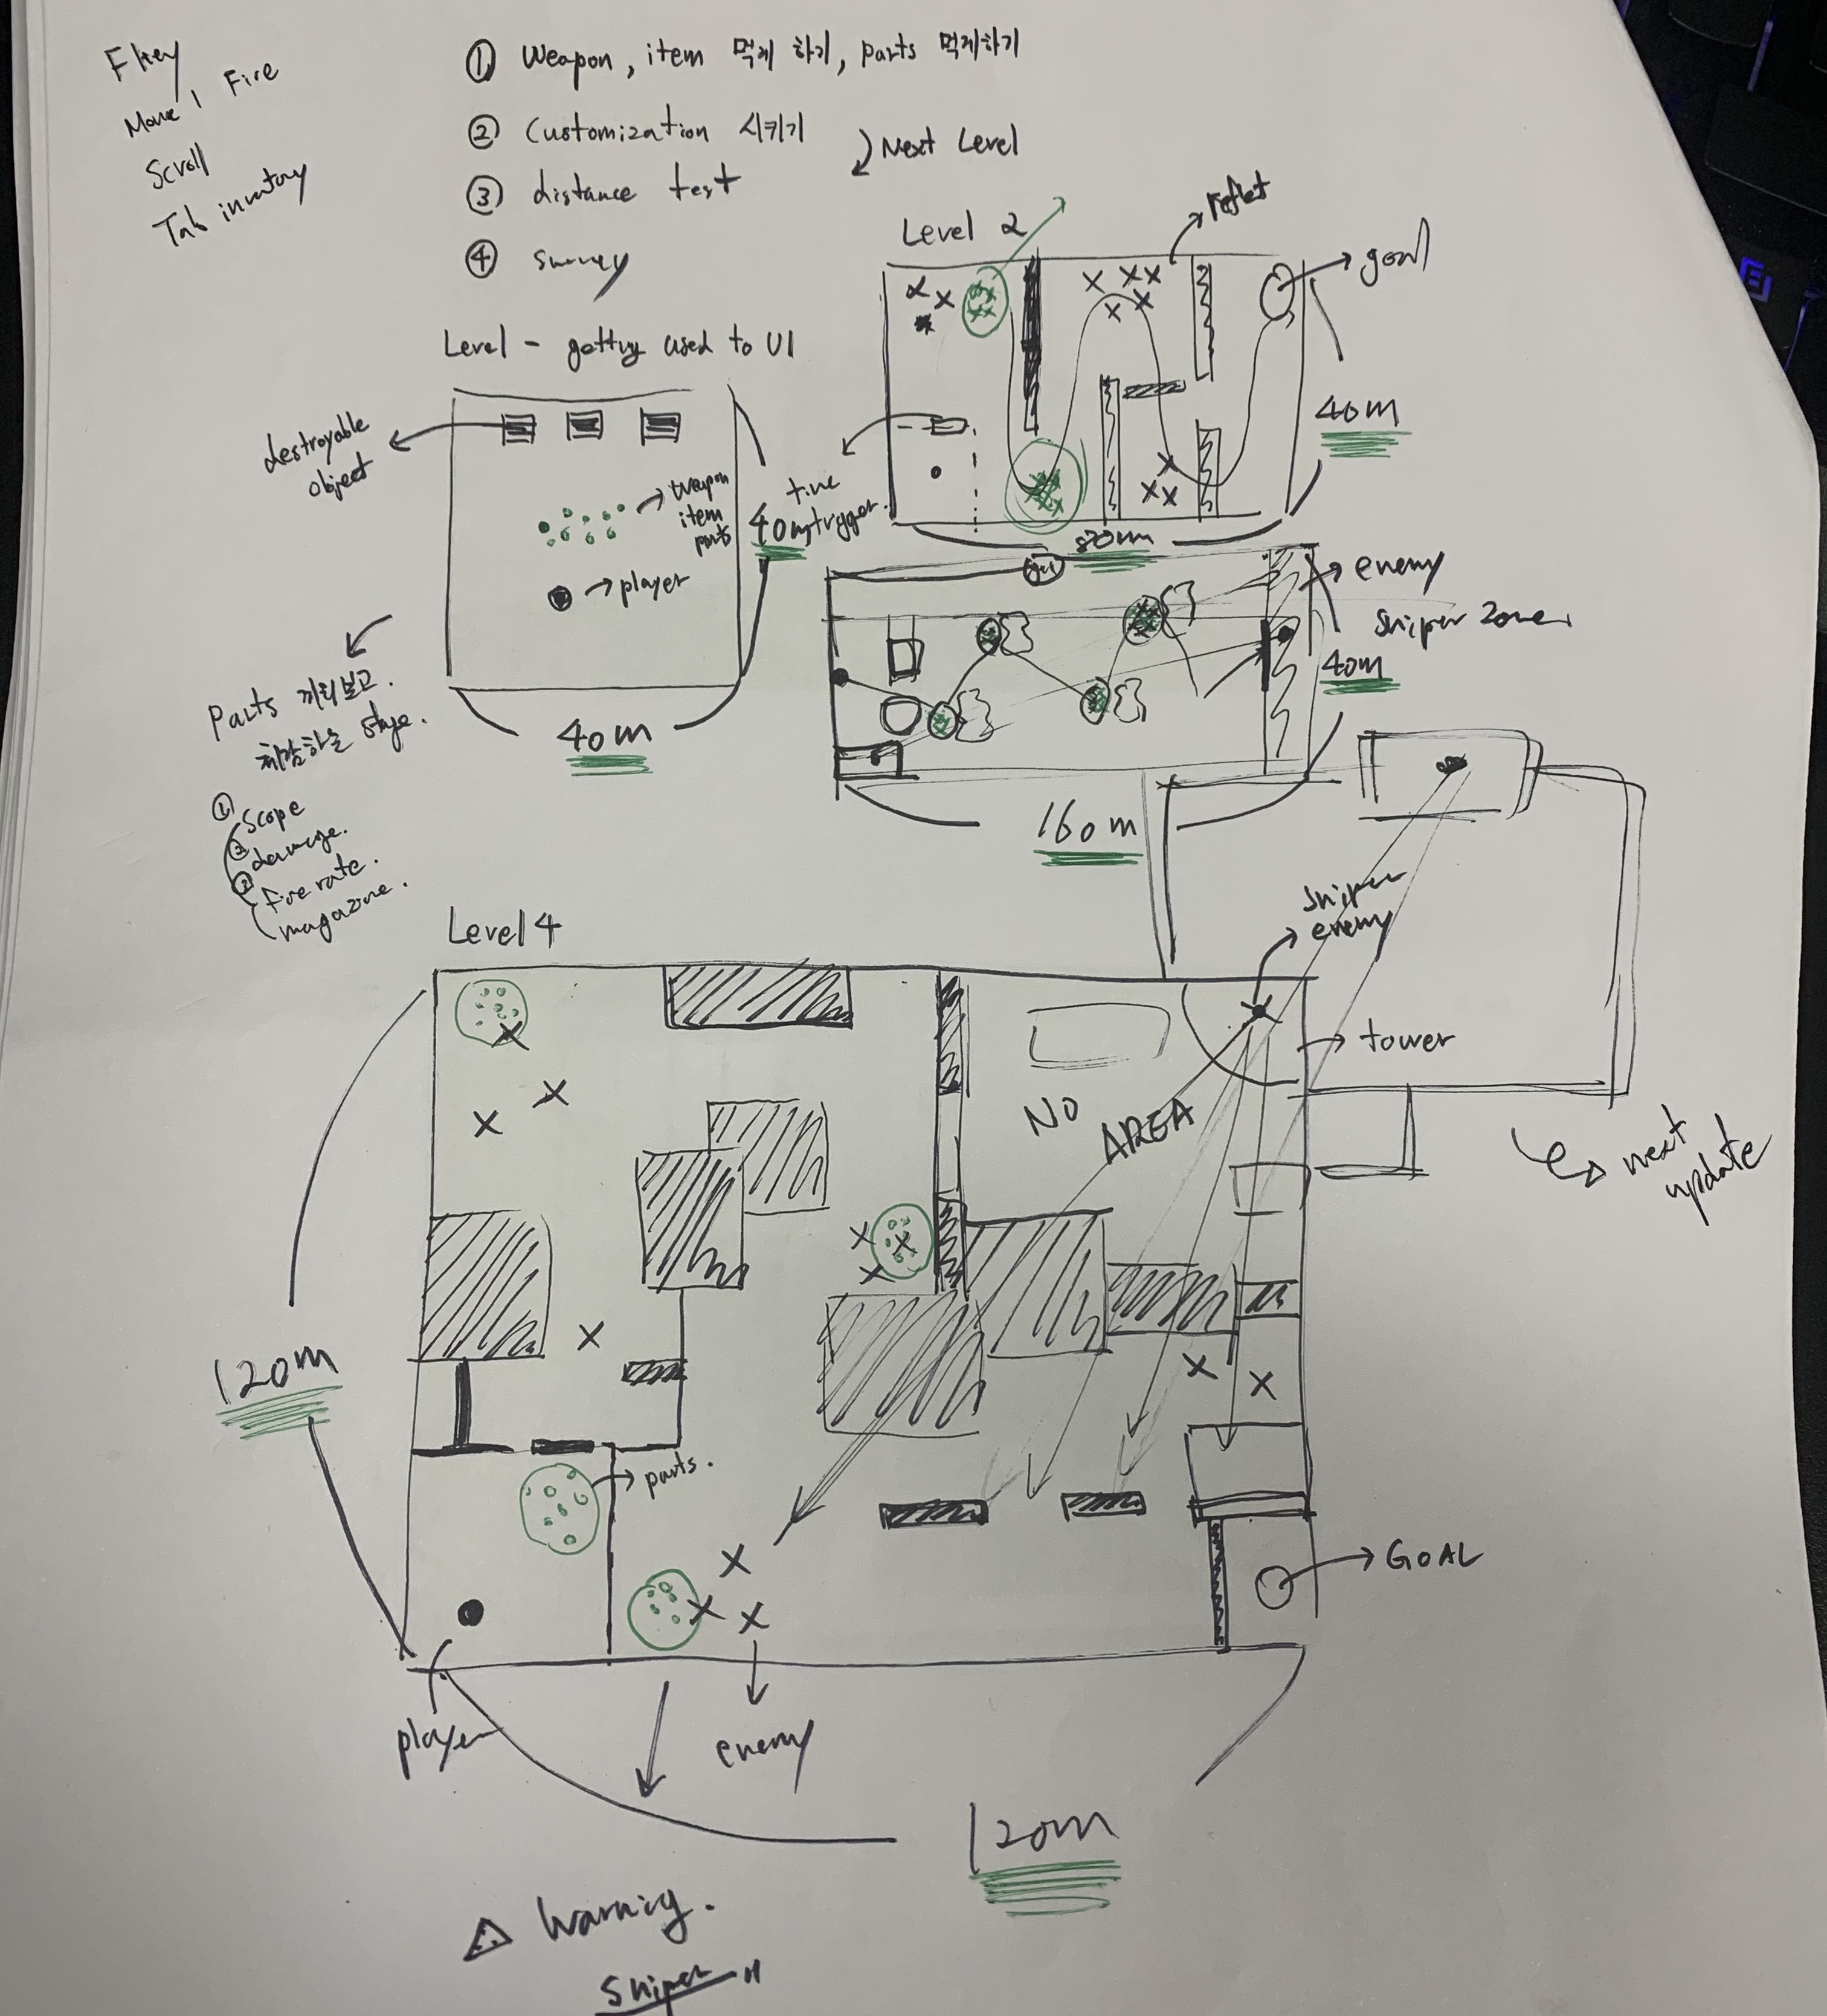 F key
Move, Fire
Scroll
Tab inventory
① Weapon, item 먹게 하기, parts 먹게하기
② Customization 시키기
③ distance test
④ survey
Next Level
Level 2
goal
40m
80m
time
trigger.
Level - getting used to UI
destroyable
object
weapon
item
parts
player
40m
40m
Parts 끼워보고
체감하는 stage.
① Scope
② damage.
③ Fire rate.
magazine.
enemy
sniper zone.
40m
160m
Level 4
sniper
enemy
tower
NO AREA
next
update
120m
parts.
GOAL
player
enemy
120m
⚠ Warning.
Sniper